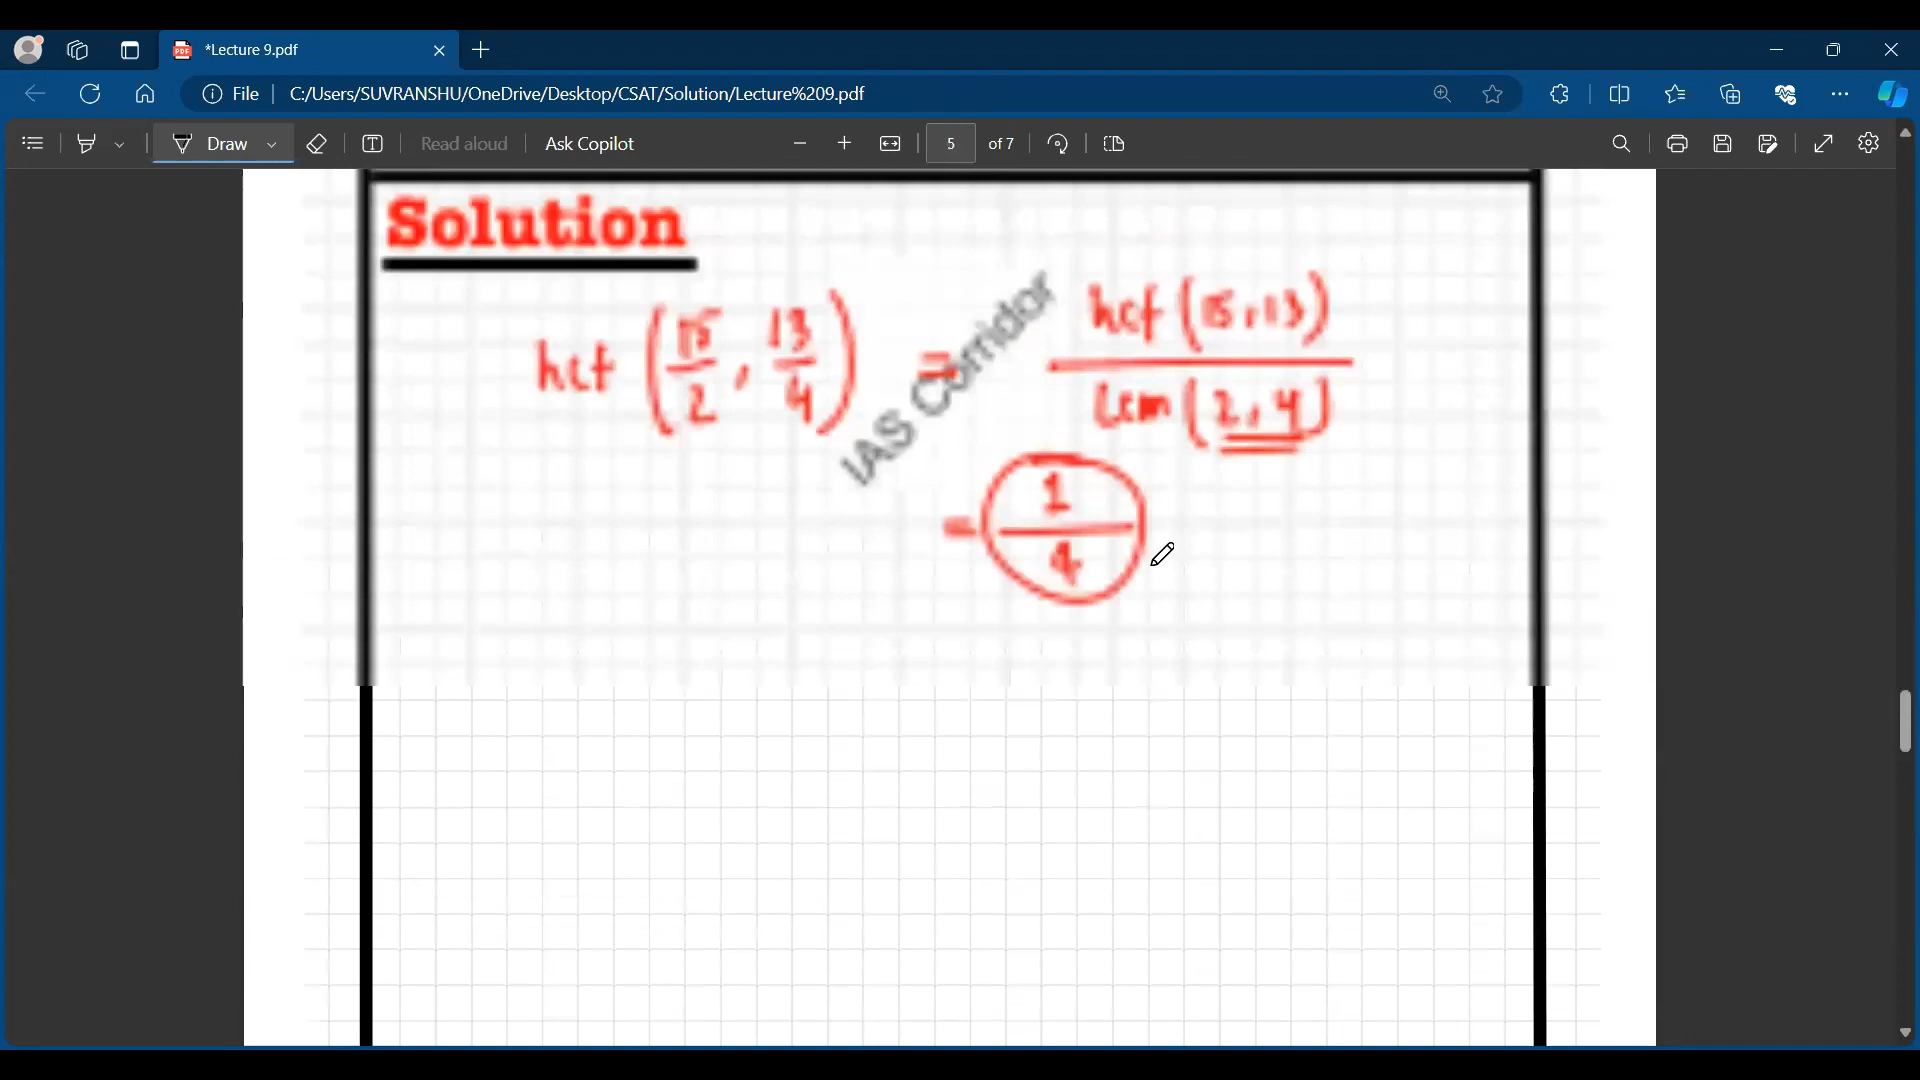 *Lecture 9.pdf
File C:/Users/SUVRANSHU/OneDrive/Desktop/CSAT/Solution/Lecture%209.pdf
Draw Read aloud Ask Copilot 5 of 7
Solution
hcf (15/2, 13/4) = hcf (15, 13) / Lcm (2, 4)
= 1/4
IAS Corridor